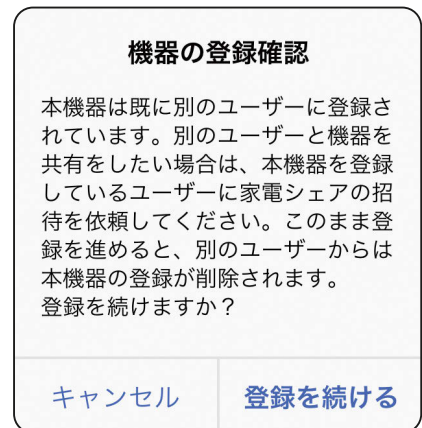 機器の登録確認
本機器は既に別のユーザーに登録さ
れています。別のユーザーと機器を
共有をしたい場合は、本機器を登録
しているユーザーに家電シェアの招
待を依頼してください。このまま登
録を進めると、別のユーザーからは
本機器の登録が削除されます。
登録を続けますか？
キャンセル
登録を続ける